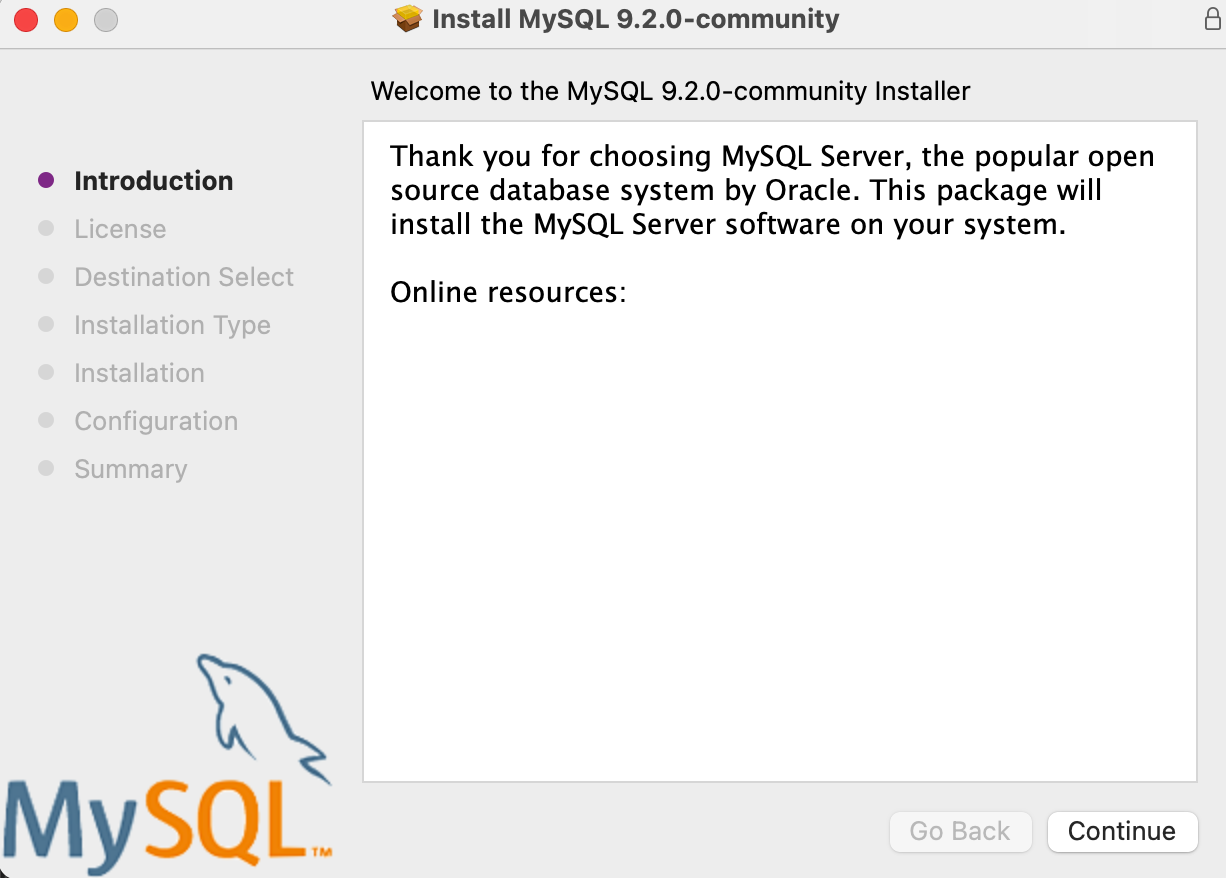 Install MySQL 9.2.0-community
Welcome to the MySQL 9.2.0-community Installer
Introduction
License
Destination Select
Installation Type
Installation
Configuration
Summary
Thank you for choosing MySQL Server, the popular open
source database system by Oracle. This package will
install the MySQL Server software on your system.
Online resources:
MySQL™
Go Back
Continue